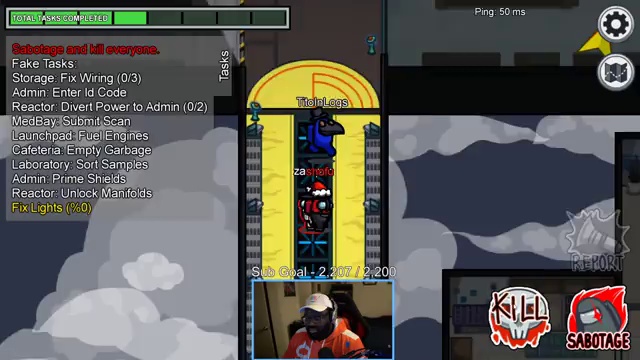 TOTAL TASKS COMPLETED
Ping: 50 ms
Sabotage and kill everyone.
Fake Tasks:
Storage: Fix Wiring (0/3)
Admin: Enter Id Code
Reactor: Divert Power to Admin (0/2)
MedBay: Submit Scan
Launchpad: Fuel Engines
Cafeteria: Empty Garbage
Laboratory: Sort Samples
Admin: Prime Shields
Reactor: Unlock Manifolds
Fix Lights (%0)
Tasks
TitoInLogs
Sub Goal - 2,207 / 2,200
REPORT
KILL
SABOTAGE